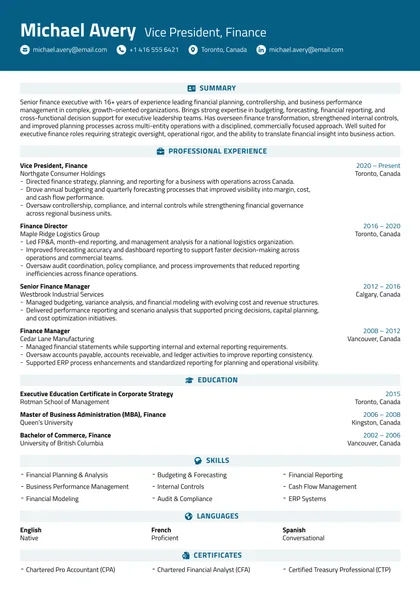 Michael Avery Vice President, Finance
michael.avery@email.com +1 416 555 6421 Toronto, Canada michael.avery@email.com
SUMMARY
Senior finance executive with 16+ years of experience leading financial planning, controllership, and business performance
management in complex, growth-oriented organizations. Brings strong expertise in budgeting, forecasting, financial reporting, and
cross-functional decision support for executive leadership teams. Has overseen finance transformation, strengthened internal controls,
and improved planning processes across multi-entity operations with a disciplined, commercially focused approach. Well suited for
executive finance roles requiring strategic oversight, operational rigor, and the ability to translate financial insight into business action.
PROFESSIONAL EXPERIENCE
Vice President, Finance 2020 – Present
Northgate Consumer Holdings Toronto, Canada
- Directed finance strategy, planning, and reporting for a business with operations across Canada.
- Drove annual budgeting and quarterly forecasting processes that improved visibility into margin, cost,
and cash flow performance.
- Oversaw controllership, compliance, and internal controls while strengthening financial governance
across regional business units.
Finance Director 2016 – 2020
Maple Ridge Logistics Group Toronto, Canada
- Led FP&A, month-end reporting, and management analysis for a national logistics organization.
- Improved forecasting accuracy and dashboard reporting to support faster decision-making across
operations and commercial teams.
- Oversaw audit coordination, policy compliance, and process improvements that reduced reporting
inefficiencies across finance operations.
Senior Finance Manager 2012 – 2016
Westbrook Industrial Services Calgary, Canada
- Managed budgeting, variance analysis, and financial modeling with evolving cost and revenue structures.
- Delivered performance reporting and scenario analysis that supported pricing decisions, capital planning,
and cost optimization initiatives.
Finance Manager 2008 – 2012
Cedar Lane Manufacturing Vancouver, Canada
- Managed financial statements while supporting internal and external reporting requirements.
- Oversaw accounts payable, accounts receivable, and ledger activities to improve reporting consistency.
- Supported ERP process enhancements and standardized reporting for planning and operational visibility.
EDUCATION
Executive Education Certificate in Corporate Strategy 2015
Rotman School of Management Toronto, Canada
Master of Business Administration (MBA), Finance 2006 – 2008
Queen's University Kingston, Canada
Bachelor of Commerce, Finance 2002 – 2006
University of British Columbia Vancouver, Canada
SKILLS
- Financial Planning & Analysis - Budgeting & Forecasting - Financial Reporting
- Business Performance Management - Internal Controls - Cash Flow Management
- Financial Modeling - Audit & Compliance - ERP Systems
LANGUAGES
English French Spanish
Native Proficient Conversational
CERTIFICATES
- Chartered Pro Accountant (CPA) - Chartered Financial Analyst (CFA) - Certified Treasury Professional (CTP)